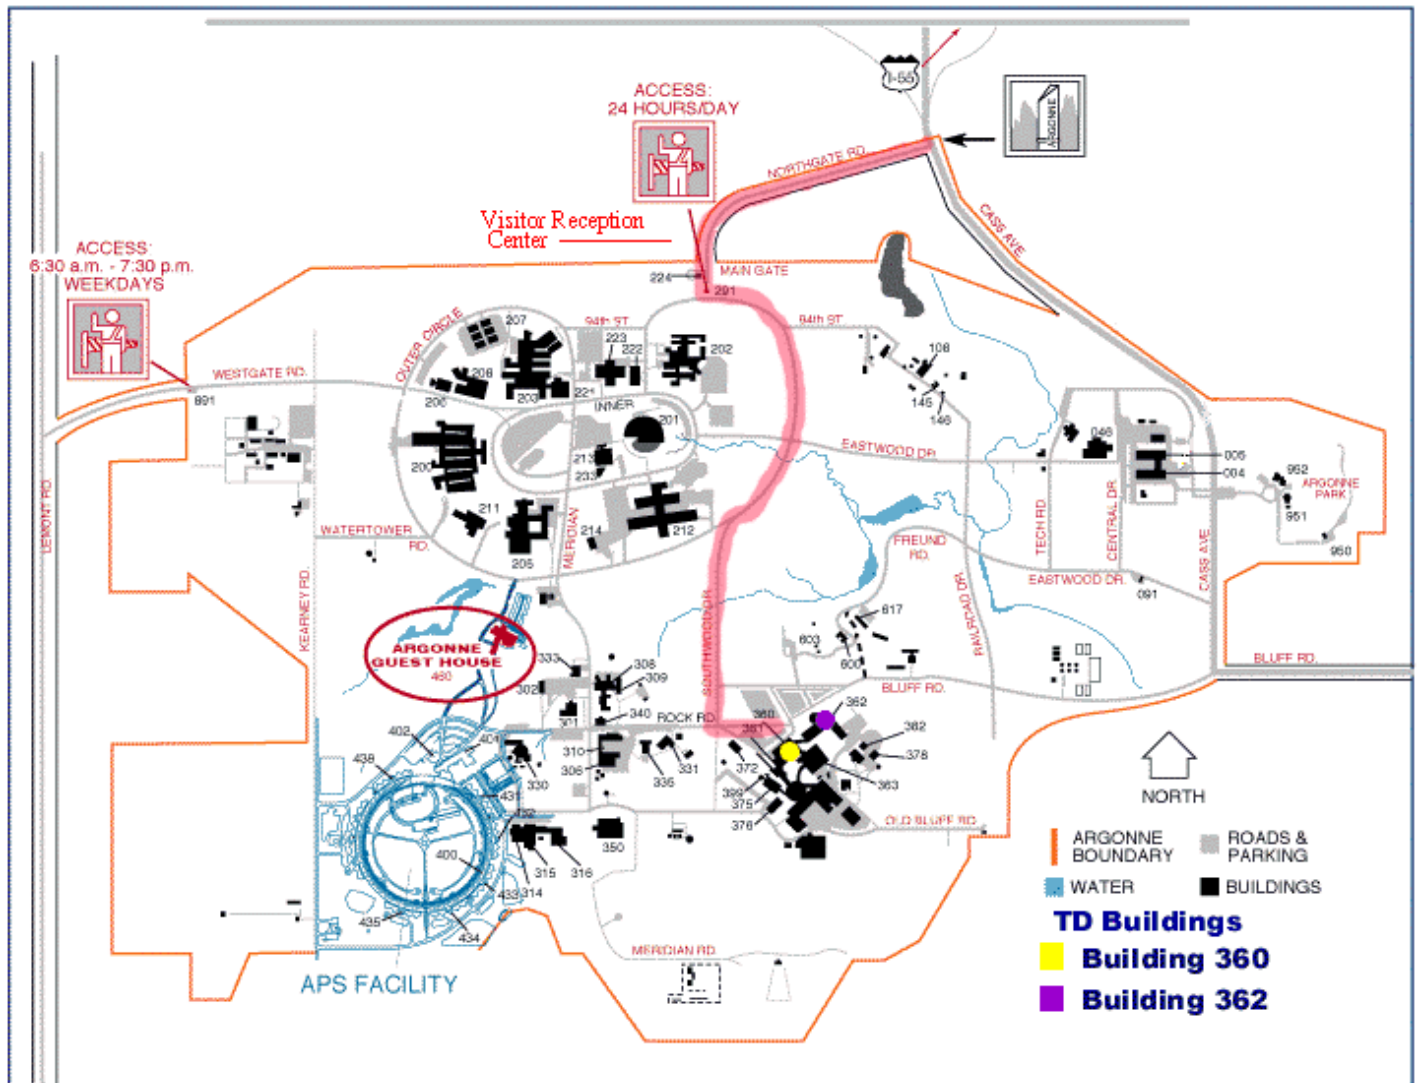 I-55
ARGONNE
ACCESS:
24 HOURS/DAY
NORTHGATE RD.
Visitor Reception
Center
CASS AVE
ACCESS:
6:30 a.m. - 7:30 p.m.
WEEKDAYS
MAIN GATE
224
291
OUTER CIRCLE
207
94th ST
223
222
202
94th ST
108
WESTGATE RD.
891
208
206
203
221
INNER
201
145
146
EASTWOOD DR.
046
005
004
952
951
ARGONNE
PARK
950
200
213
233
211
205
MERIDIAN
214
212
WATERTOWER
RD.
LEMONT RD.
KEARNEY RD.
FREUND
RD.
TECH RD
CENTRAL DR.
CASS AVE
EASTWOOD DR.
091
RAILROAD DR.
617
603
600
BLUFF RD.
BLUFF RD.
ARGONNE
GUEST HOUSE
460
SOUTHWOOD DR
333
302
301
308
309
340
ROCK RD.
360
361
362
382
378
363
372
399
375
376
310
306
335
331
330
402
404
438
431
432
400
433
435
434
314
315
316
350
OLD BLUFF RD.
MERIDIAN RD.
APS FACILITY
NORTH
ARGONNE
BOUNDARY
ROADS &
PARKING
WATER
BUILDINGS
TD Buildings
Building 360
Building 362